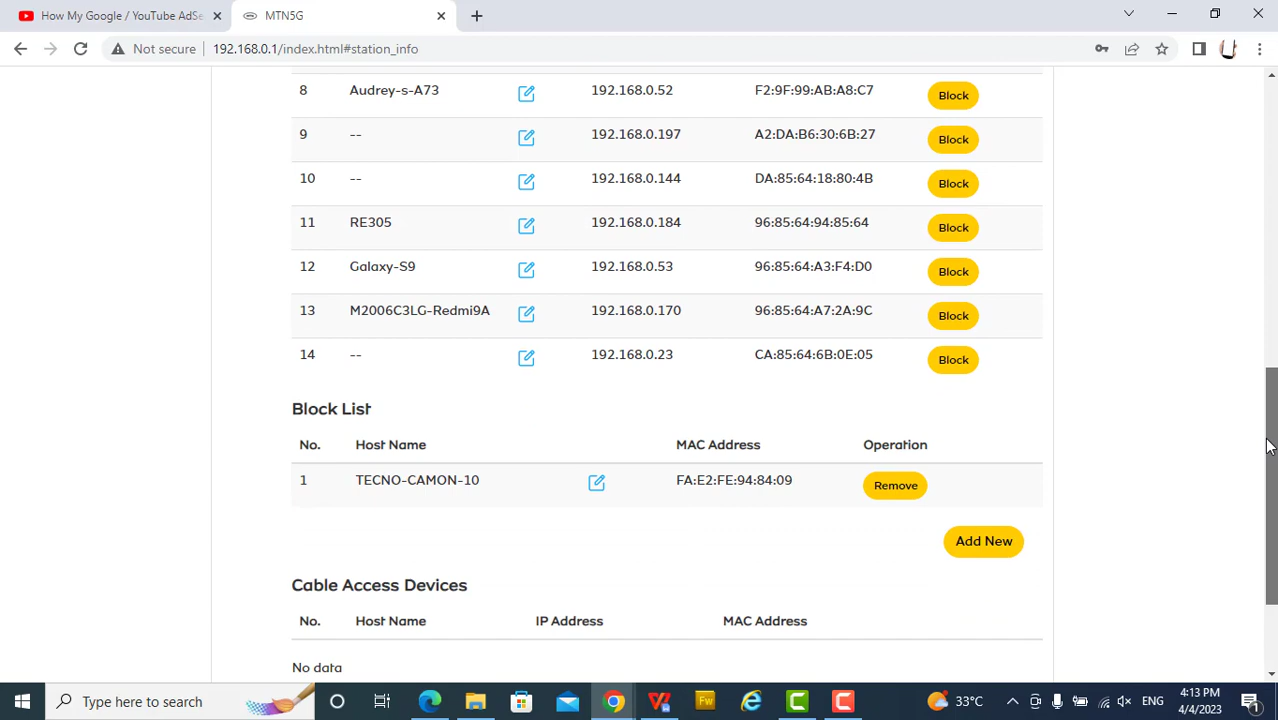 How My Google / YouTube AdSe
MTN5G
Not secure
192.168.0.1/index.html#station_info
8 Audrey-s-A73 192.168.0.52 F2:9F:99:AB:A8:C7 Block
9 -- 192.168.0.197 A2:DA:B6:30:6B:27 Block
10 -- 192.168.0.144 DA:85:64:18:80:4B Block
11 RE305 192.168.0.184 96:85:64:94:85:64 Block
12 Galaxy-S9 192.168.0.53 96:85:64:A3:F4:D0 Block
13 M2006C3LG-Redmi9A 192.168.0.170 96:85:64:A7:2A:9C Block
14 -- 192.168.0.23 CA:85:64:6B:0E:05 Block
Block List
No. Host Name MAC Address Operation
1 TECNO-CAMON-10 FA:E2:FE:94:84:09 Remove
Add New
Cable Access Devices
No. Host Name IP Address MAC Address
No data
Type here to search
Fw
33°C
ENG
4:13 PM
4/4/2023
1